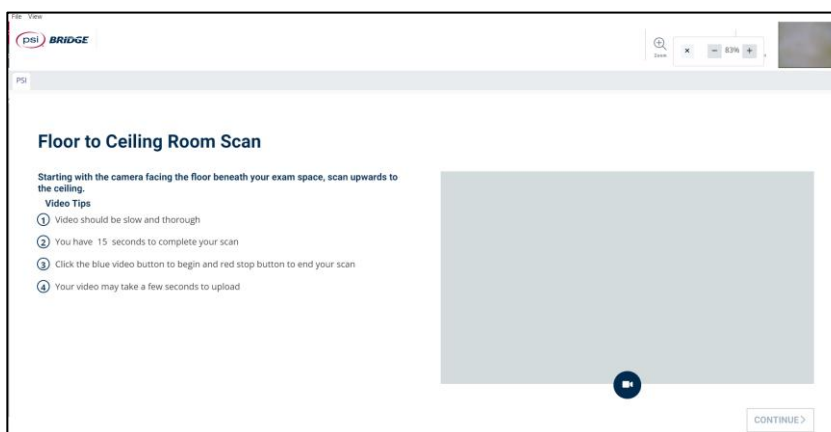 File View
psi BRIDGE
Zoom
× − 83% +
PSI
Floor to Ceiling Room Scan
Starting with the camera facing the floor beneath your exam space, scan upwards to
the ceiling.
Video Tips
1 Video should be slow and thorough
2 You have 15 seconds to complete your scan
3 Click the blue video button to begin and red stop button to end your scan
4 Your video may take a few seconds to upload
CONTINUE >